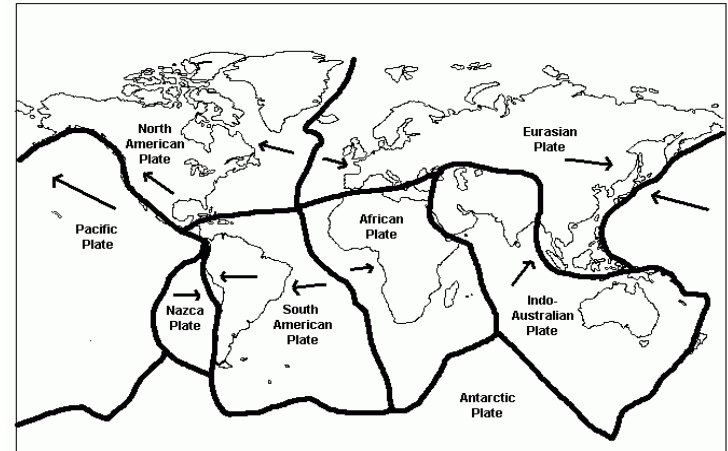 North
American
Plate
Eurasian
Plate
Pacific
Plate
African
Plate
Nazca
Plate
South
American
Plate
Indo-
Australian
Plate
Antarctic
Plate